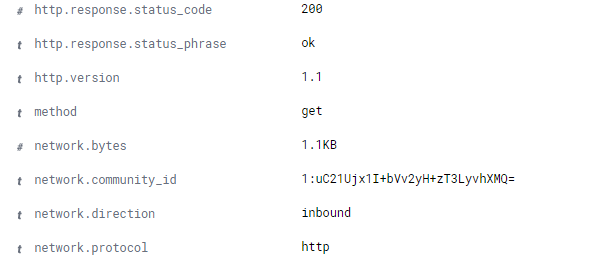 # http.response.status_code 200
t http.response.status_phrase ok
t http.version 1.1
t method get
# network.bytes 1.1KB
t network.community_id 1:uC21Ujx1I+bVv2yH+zT3LyvhXMQ=
t network.direction inbound
t network.protocol http